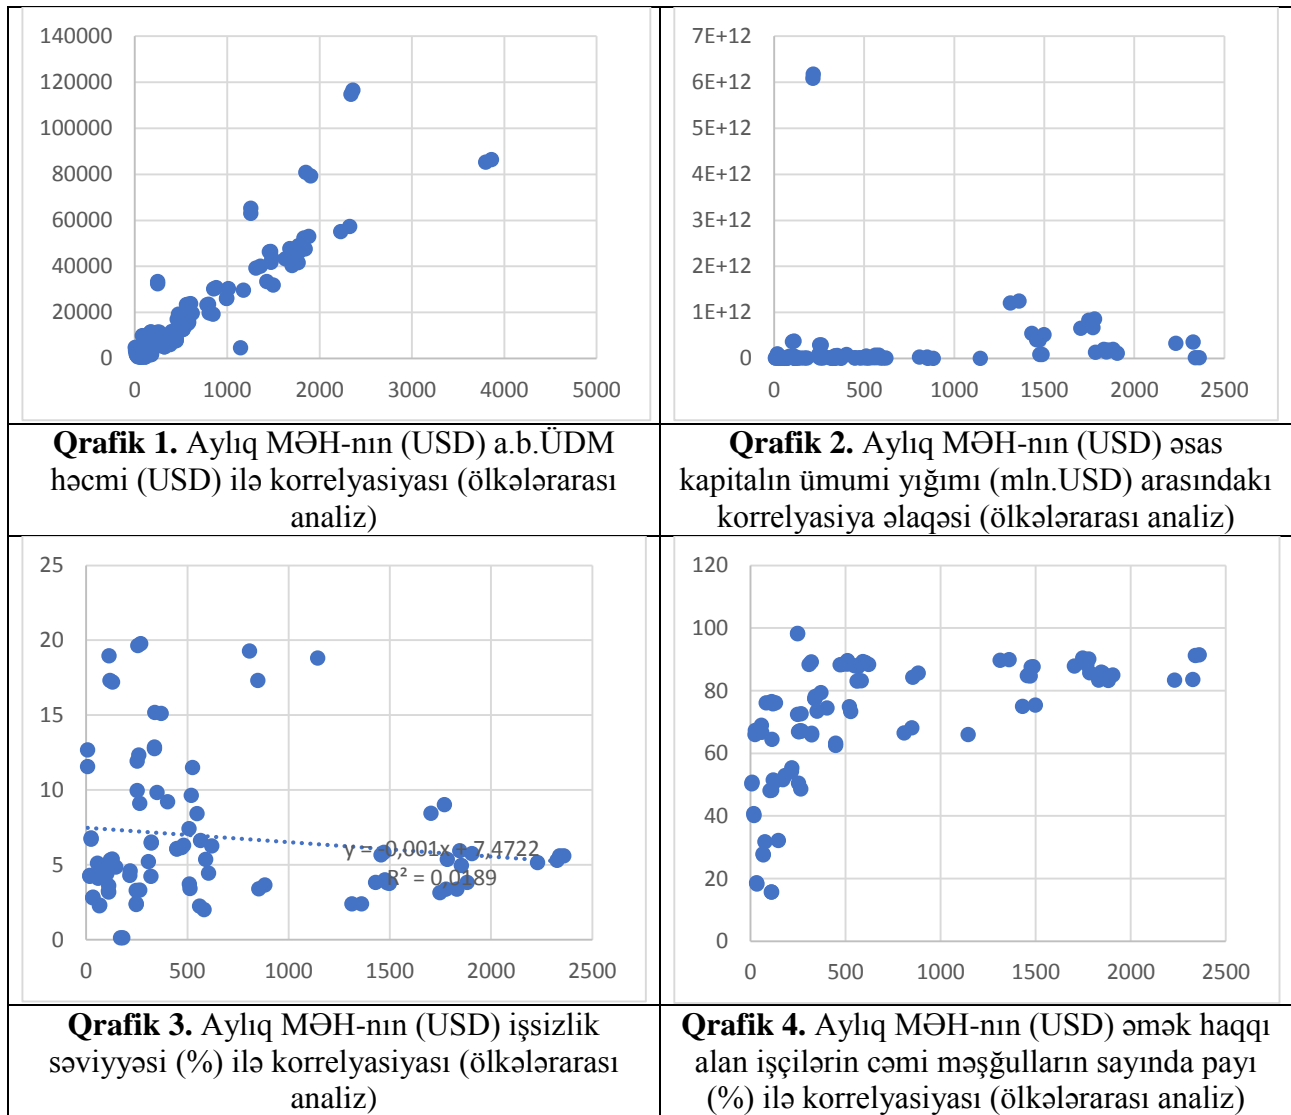 140000
120000
100000
80000
60000
40000
20000
0
0 1000 2000 3000 4000 5000
Qrafik 1. Aylıq MƏH-nın (USD) a.b.ÜDM
həcmi (USD) ilə korrelyasiyası (ölkələrarası
analiz)
7E+12
6E+12
5E+12
4E+12
3E+12
2E+12
1E+12
0
0 500 1000 1500 2000 2500
Qrafik 2. Aylıq MƏH-nın (USD) əsas
kapitalın ümumi yığımı (mln.USD) arasındakı
korrelyasiya əlaqəsi (ölkələrarası analiz)
25
20
15
10
5
0
y = -0,001x + 7,4722
R² = 0,0189
0 500 1000 1500 2000 2500
Qrafik 3. Aylıq MƏH-nın (USD) işsizlik
səviyyəsi (%) ilə korrelyasiyası (ölkələrarası
analiz)
120
100
80
60
40
20
0
0 500 1000 1500 2000 2500
Qrafik 4. Aylıq MƏH-nın (USD) əmək haqqı
alan işçilərin cəmi məşğulların sayında payı
(%) ilə korrelyasiyası (ölkələrarası analiz)